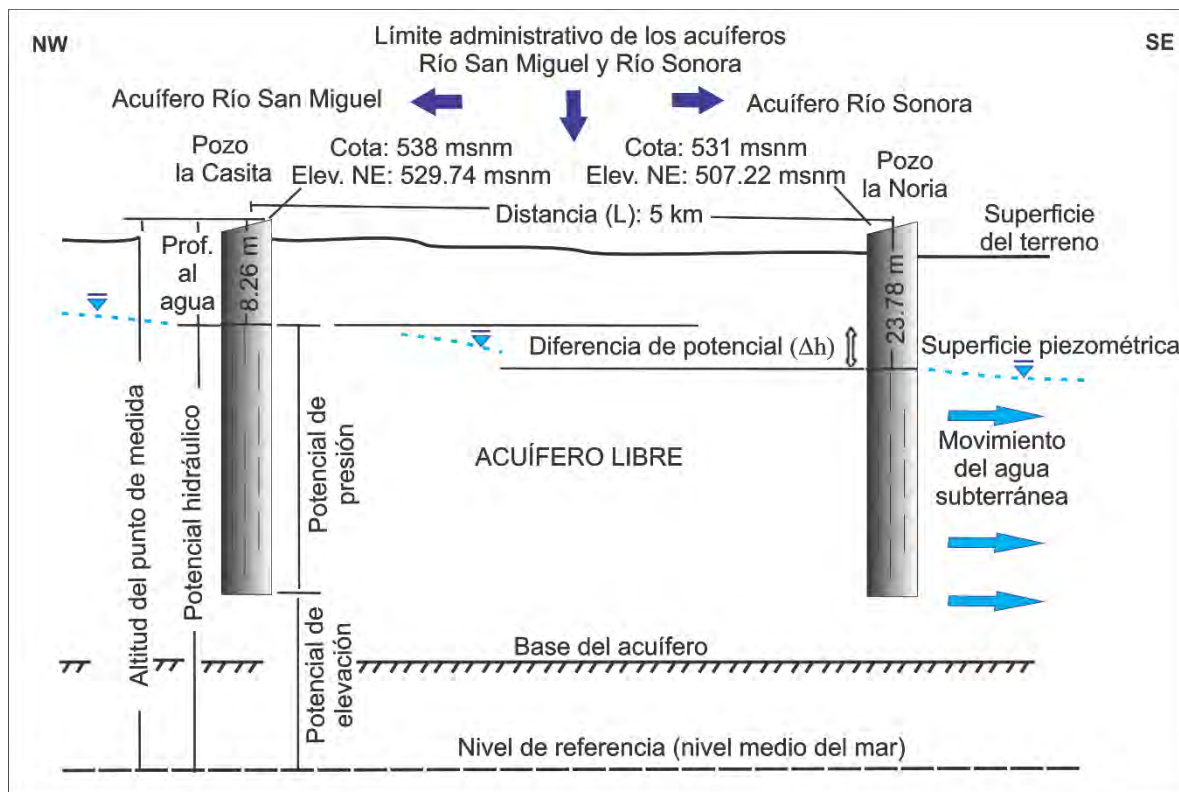 NW
SE
Límite administrativo de los acuíferos
Río San Miguel y Río Sonora
Acuífero Río San Miguel
Acuífero Río Sonora
Pozo
la Casita
Cota: 538 msnm
Elev. NE: 529.74 msnm
Cota: 531 msnm
Elev. NE: 507.22 msnm
Pozo
la Noria
Distancia (L): 5 km
Superficie
del terreno
Prof.
al
agua
8.26 m
23.78 m
Diferencia de potencial (Δh)
Superficie piezométrica
Altitud del punto de medida
Potencial hidráulico
Potencial de
presión
ACUÍFERO LIBRE
Movimiento
del agua
subterránea
Potencial de
elevación
Base del acuífero
Nivel de referencia (nivel medio del mar)